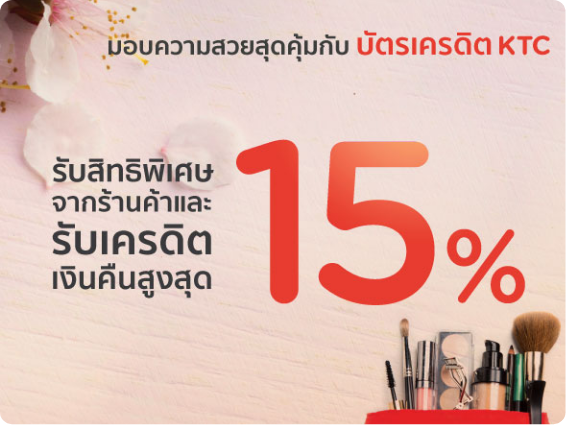 มอบความสวยสุดคุ้มกับ บัตรเครดิต KTC
รับสิทธิพิเศษ
จากร้านค้าและ
รับเครดิต
เงินคืนสูงสุด
15%